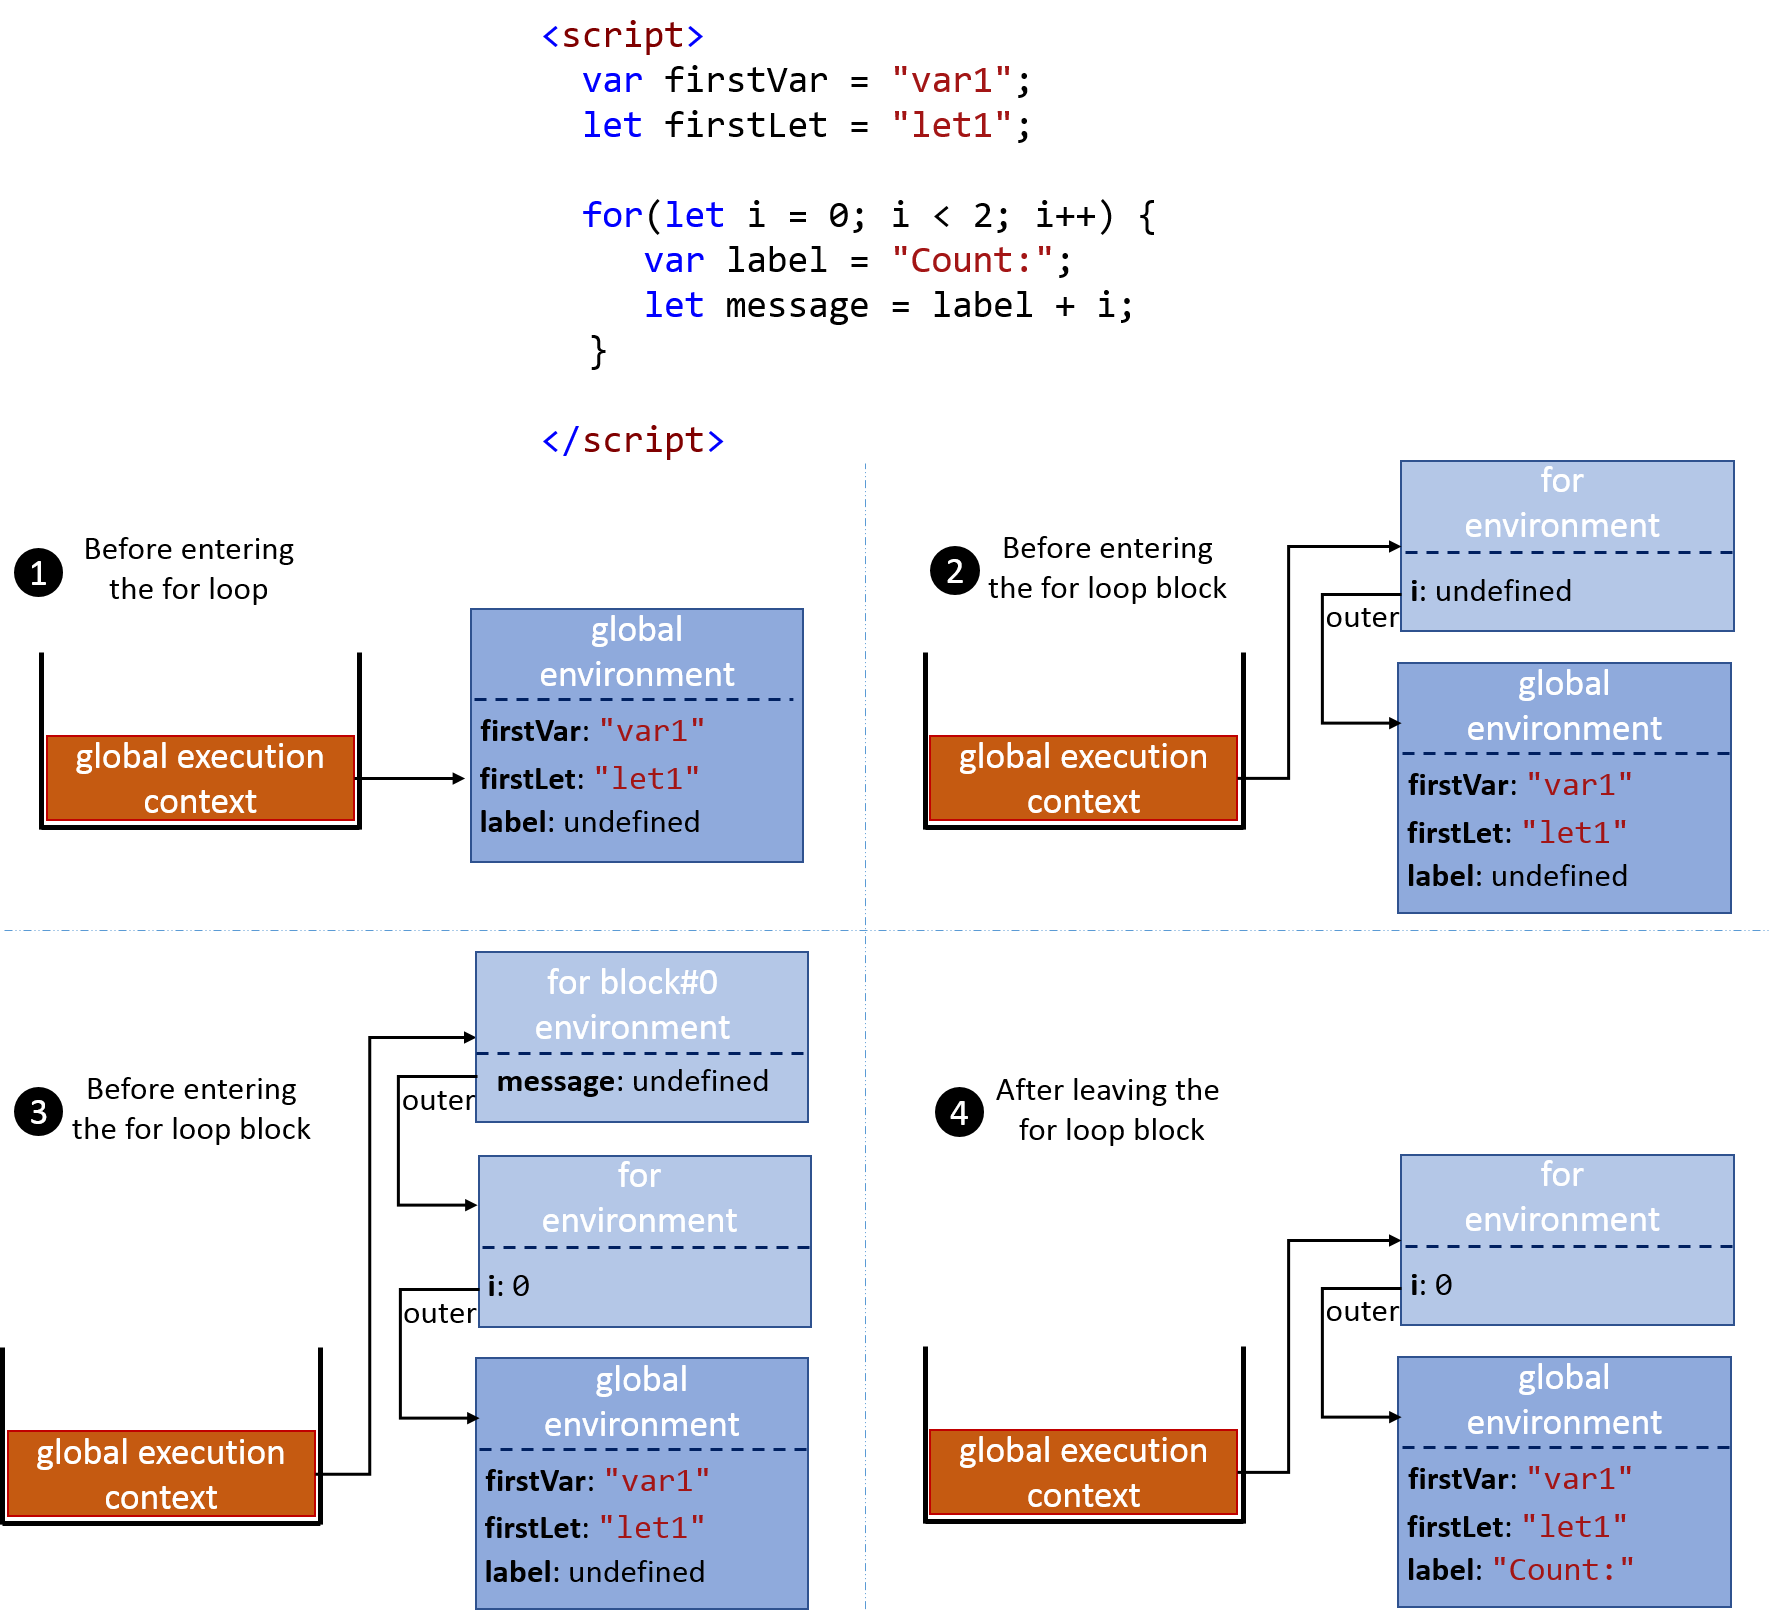 <script>
var firstVar = "var1";
let firstLet = "let1";
for(let i = 0; i < 2; i++) {
var label = "Count:";
let message = label + i;
}
</script>
1
Before entering
the for loop
global execution
context
global
environment
firstVar: "var1"
firstLet: "let1"
label: undefined
2
Before entering
the for loop block
global execution
context
for
environment
i: undefined
outer
global
environment
firstVar: "var1"
firstLet: "let1"
label: undefined
3
Before entering
the for loop block
global execution
context
for block#0
environment
message: undefined
outer
for
environment
i: 0
outer
global
environment
firstVar: "var1"
firstLet: "let1"
label: undefined
4
After leaving the
for loop block
global execution
context
for
environment
i: 0
outer
global
environment
firstVar: "var1"
firstLet: "let1"
label: "Count:"